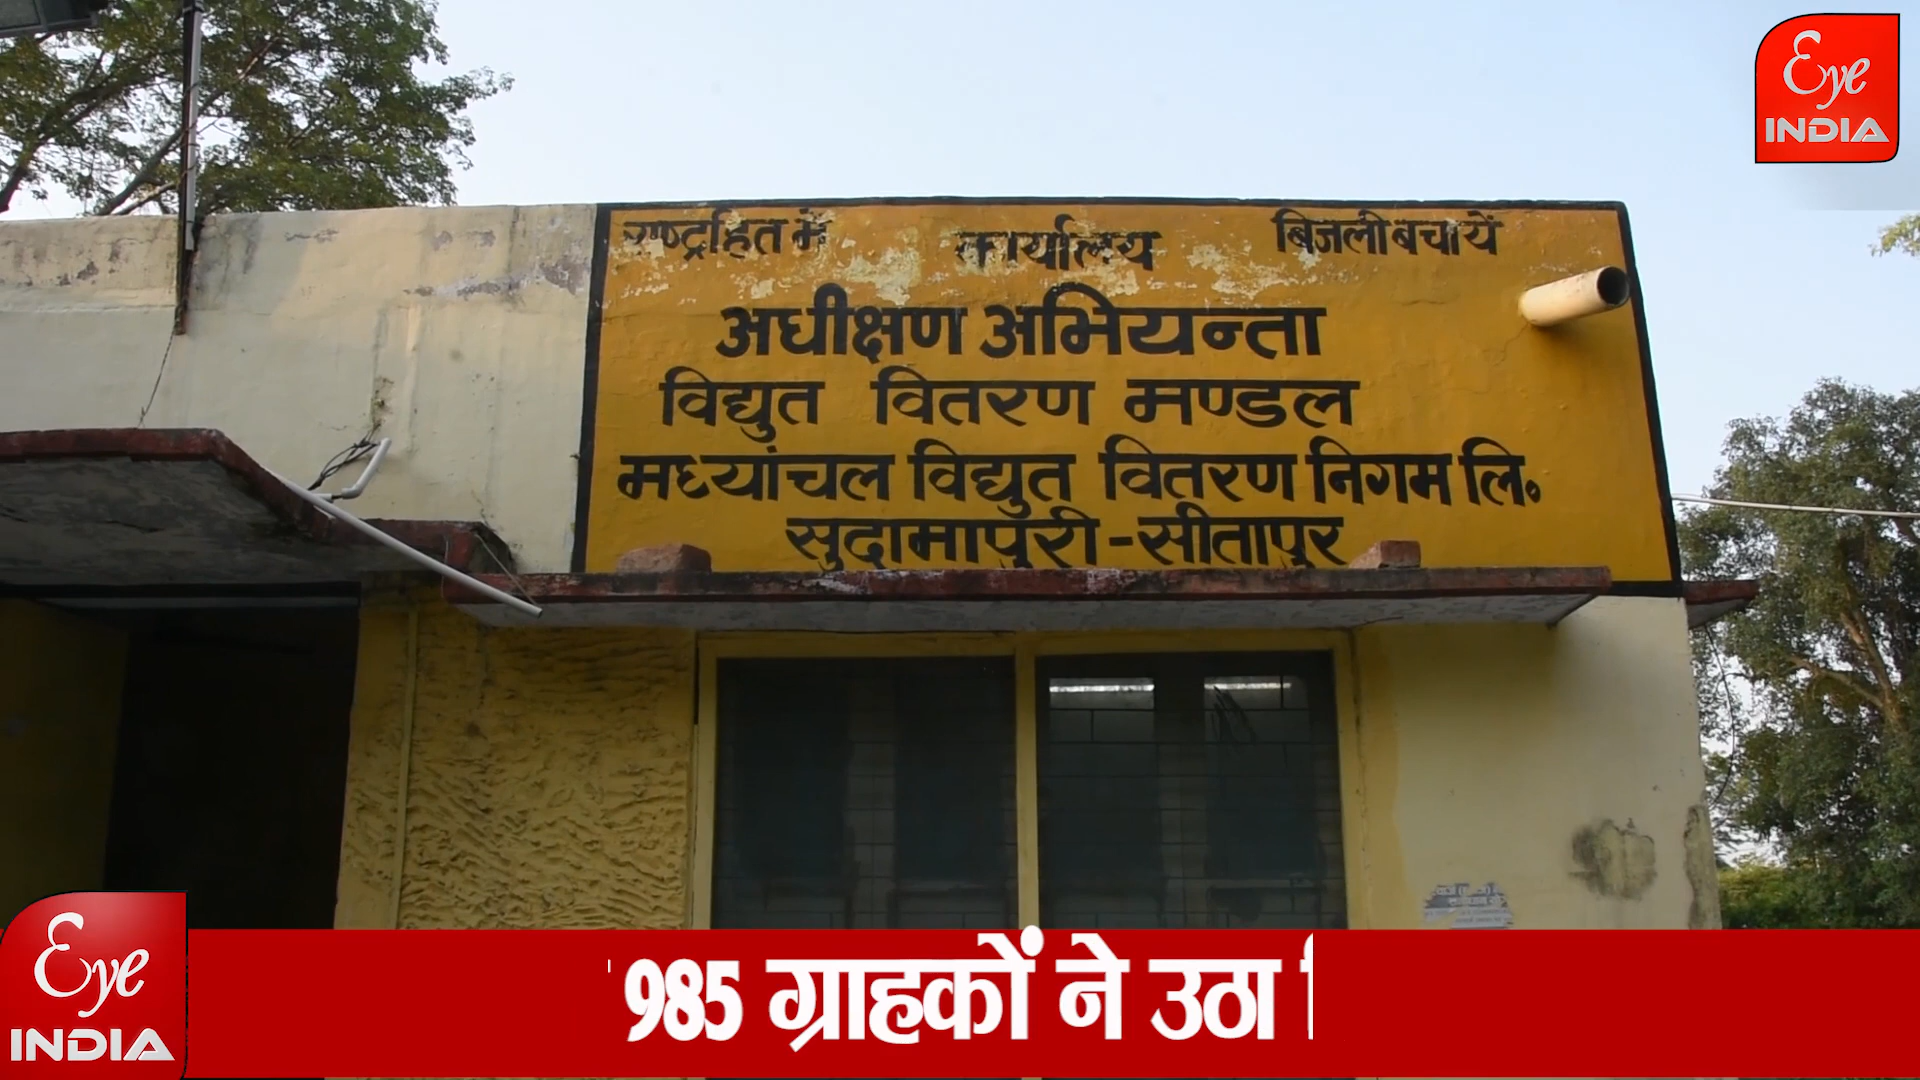 Eye
INDIA
राष्ट्रहित में कार्यालय बिजली बचायें
अधीक्षण अभियन्ता
विद्युत वितरण मण्डल
मध्यांचल विद्युत वितरण निगम लि॰
सुदामापुरी-सीतापुर
Eye
INDIA
985 ग्राहकों ने उठा